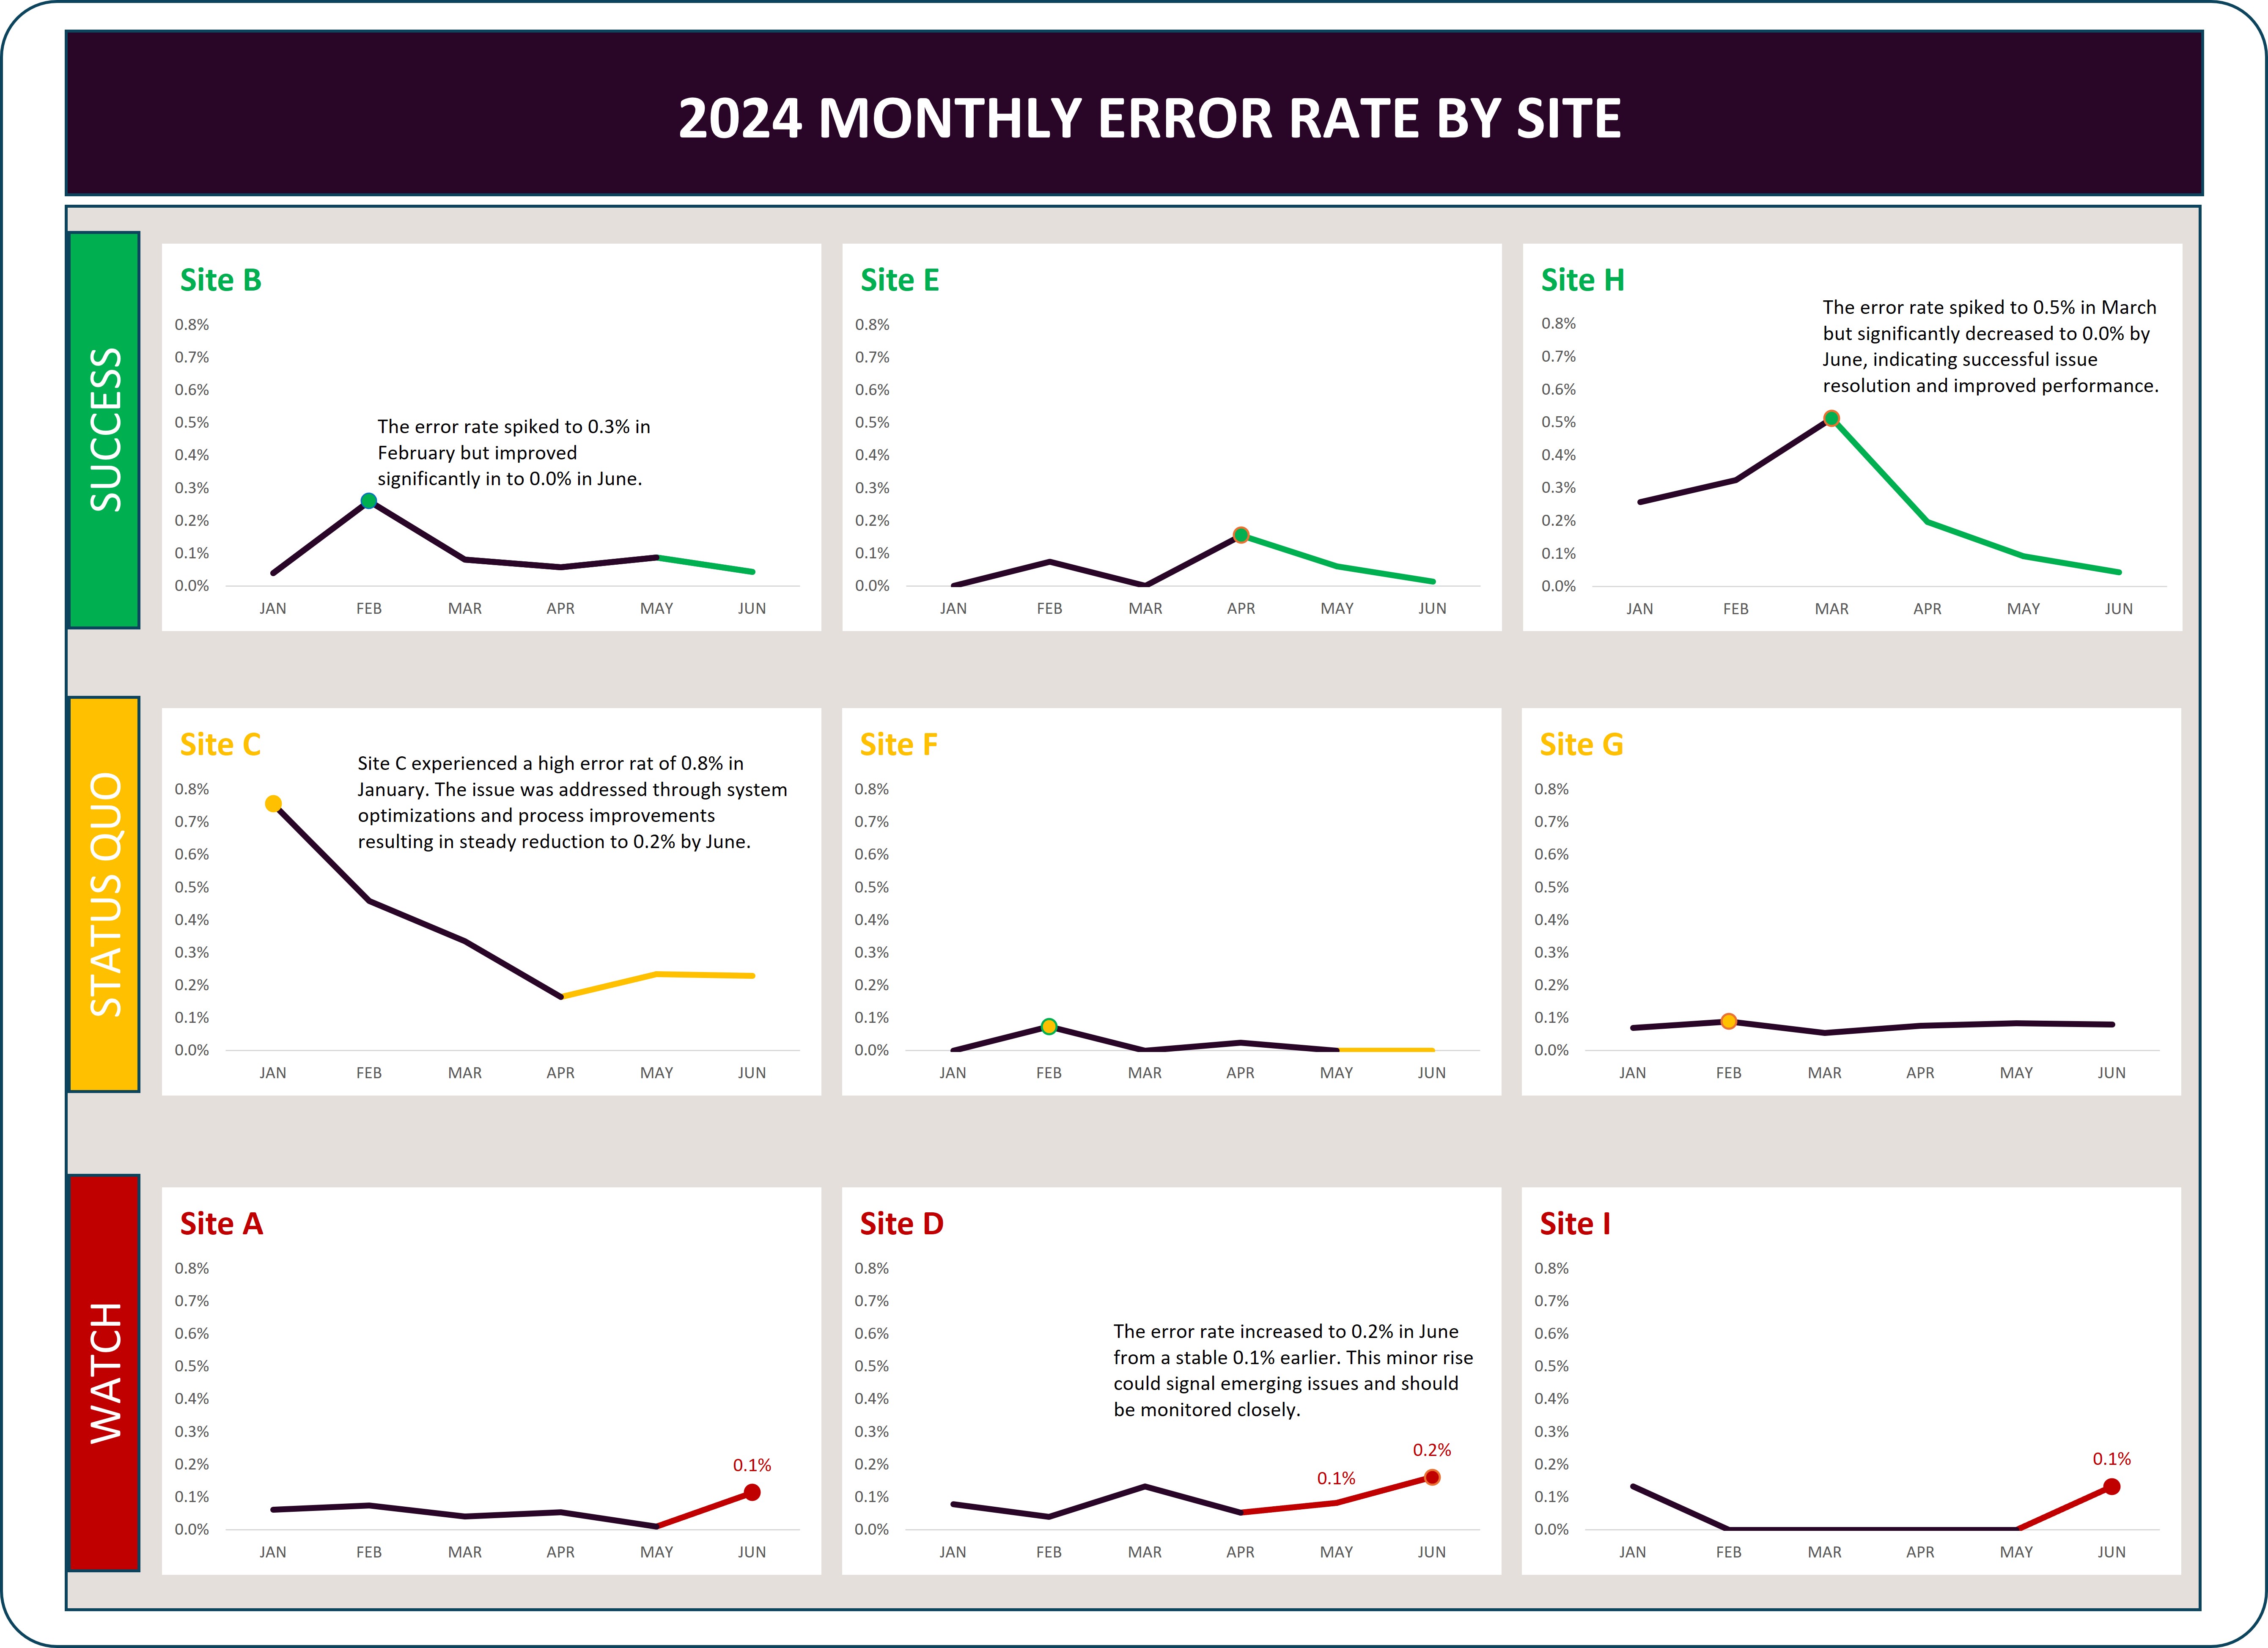 2024 MONTHLY ERROR RATE BY SITE
SUCCESS
Site B
The error rate spiked to 0.3% in
February but improved
significantly in to 0.0% in June.
0.8%
0.7%
0.6%
0.5%
0.4%
0.3%
0.2%
0.1%
0.0%
JAN FEB MAR APR MAY JUN
Site E
0.8%
0.7%
0.6%
0.5%
0.4%
0.3%
0.2%
0.1%
0.0%
JAN FEB MAR APR MAY JUN
Site H
The error rate spiked to 0.5% in March
but significantly decreased to 0.0% by
June, indicating successful issue
resolution and improved performance.
0.8%
0.7%
0.6%
0.5%
0.4%
0.3%
0.2%
0.1%
0.0%
JAN FEB MAR APR MAY JUN
STATUS QUO
Site C
Site C experienced a high error rat of 0.8% in
January. The issue was addressed through system
optimizations and process improvements
resulting in steady reduction to 0.2% by June.
0.8%
0.7%
0.6%
0.5%
0.4%
0.3%
0.2%
0.1%
0.0%
JAN FEB MAR APR MAY JUN
Site F
0.8%
0.7%
0.6%
0.5%
0.4%
0.3%
0.2%
0.1%
0.0%
JAN FEB MAR APR MAY JUN
Site G
0.8%
0.7%
0.6%
0.5%
0.4%
0.3%
0.2%
0.1%
0.0%
JAN FEB MAR APR MAY JUN
WATCH
Site A
0.8%
0.7%
0.6%
0.5%
0.4%
0.3%
0.2%
0.1%
0.0%
0.1%
JAN FEB MAR APR MAY JUN
Site D
The error rate increased to 0.2% in June
from a stable 0.1% earlier. This minor rise
could signal emerging issues and should
be monitored closely.
0.8%
0.7%
0.6%
0.5%
0.4%
0.3%
0.2%
0.1%
0.0%
0.1%
0.2%
JAN FEB MAR APR MAY JUN
Site I
0.8%
0.7%
0.6%
0.5%
0.4%
0.3%
0.2%
0.1%
0.0%
0.1%
JAN FEB MAR APR MAY JUN